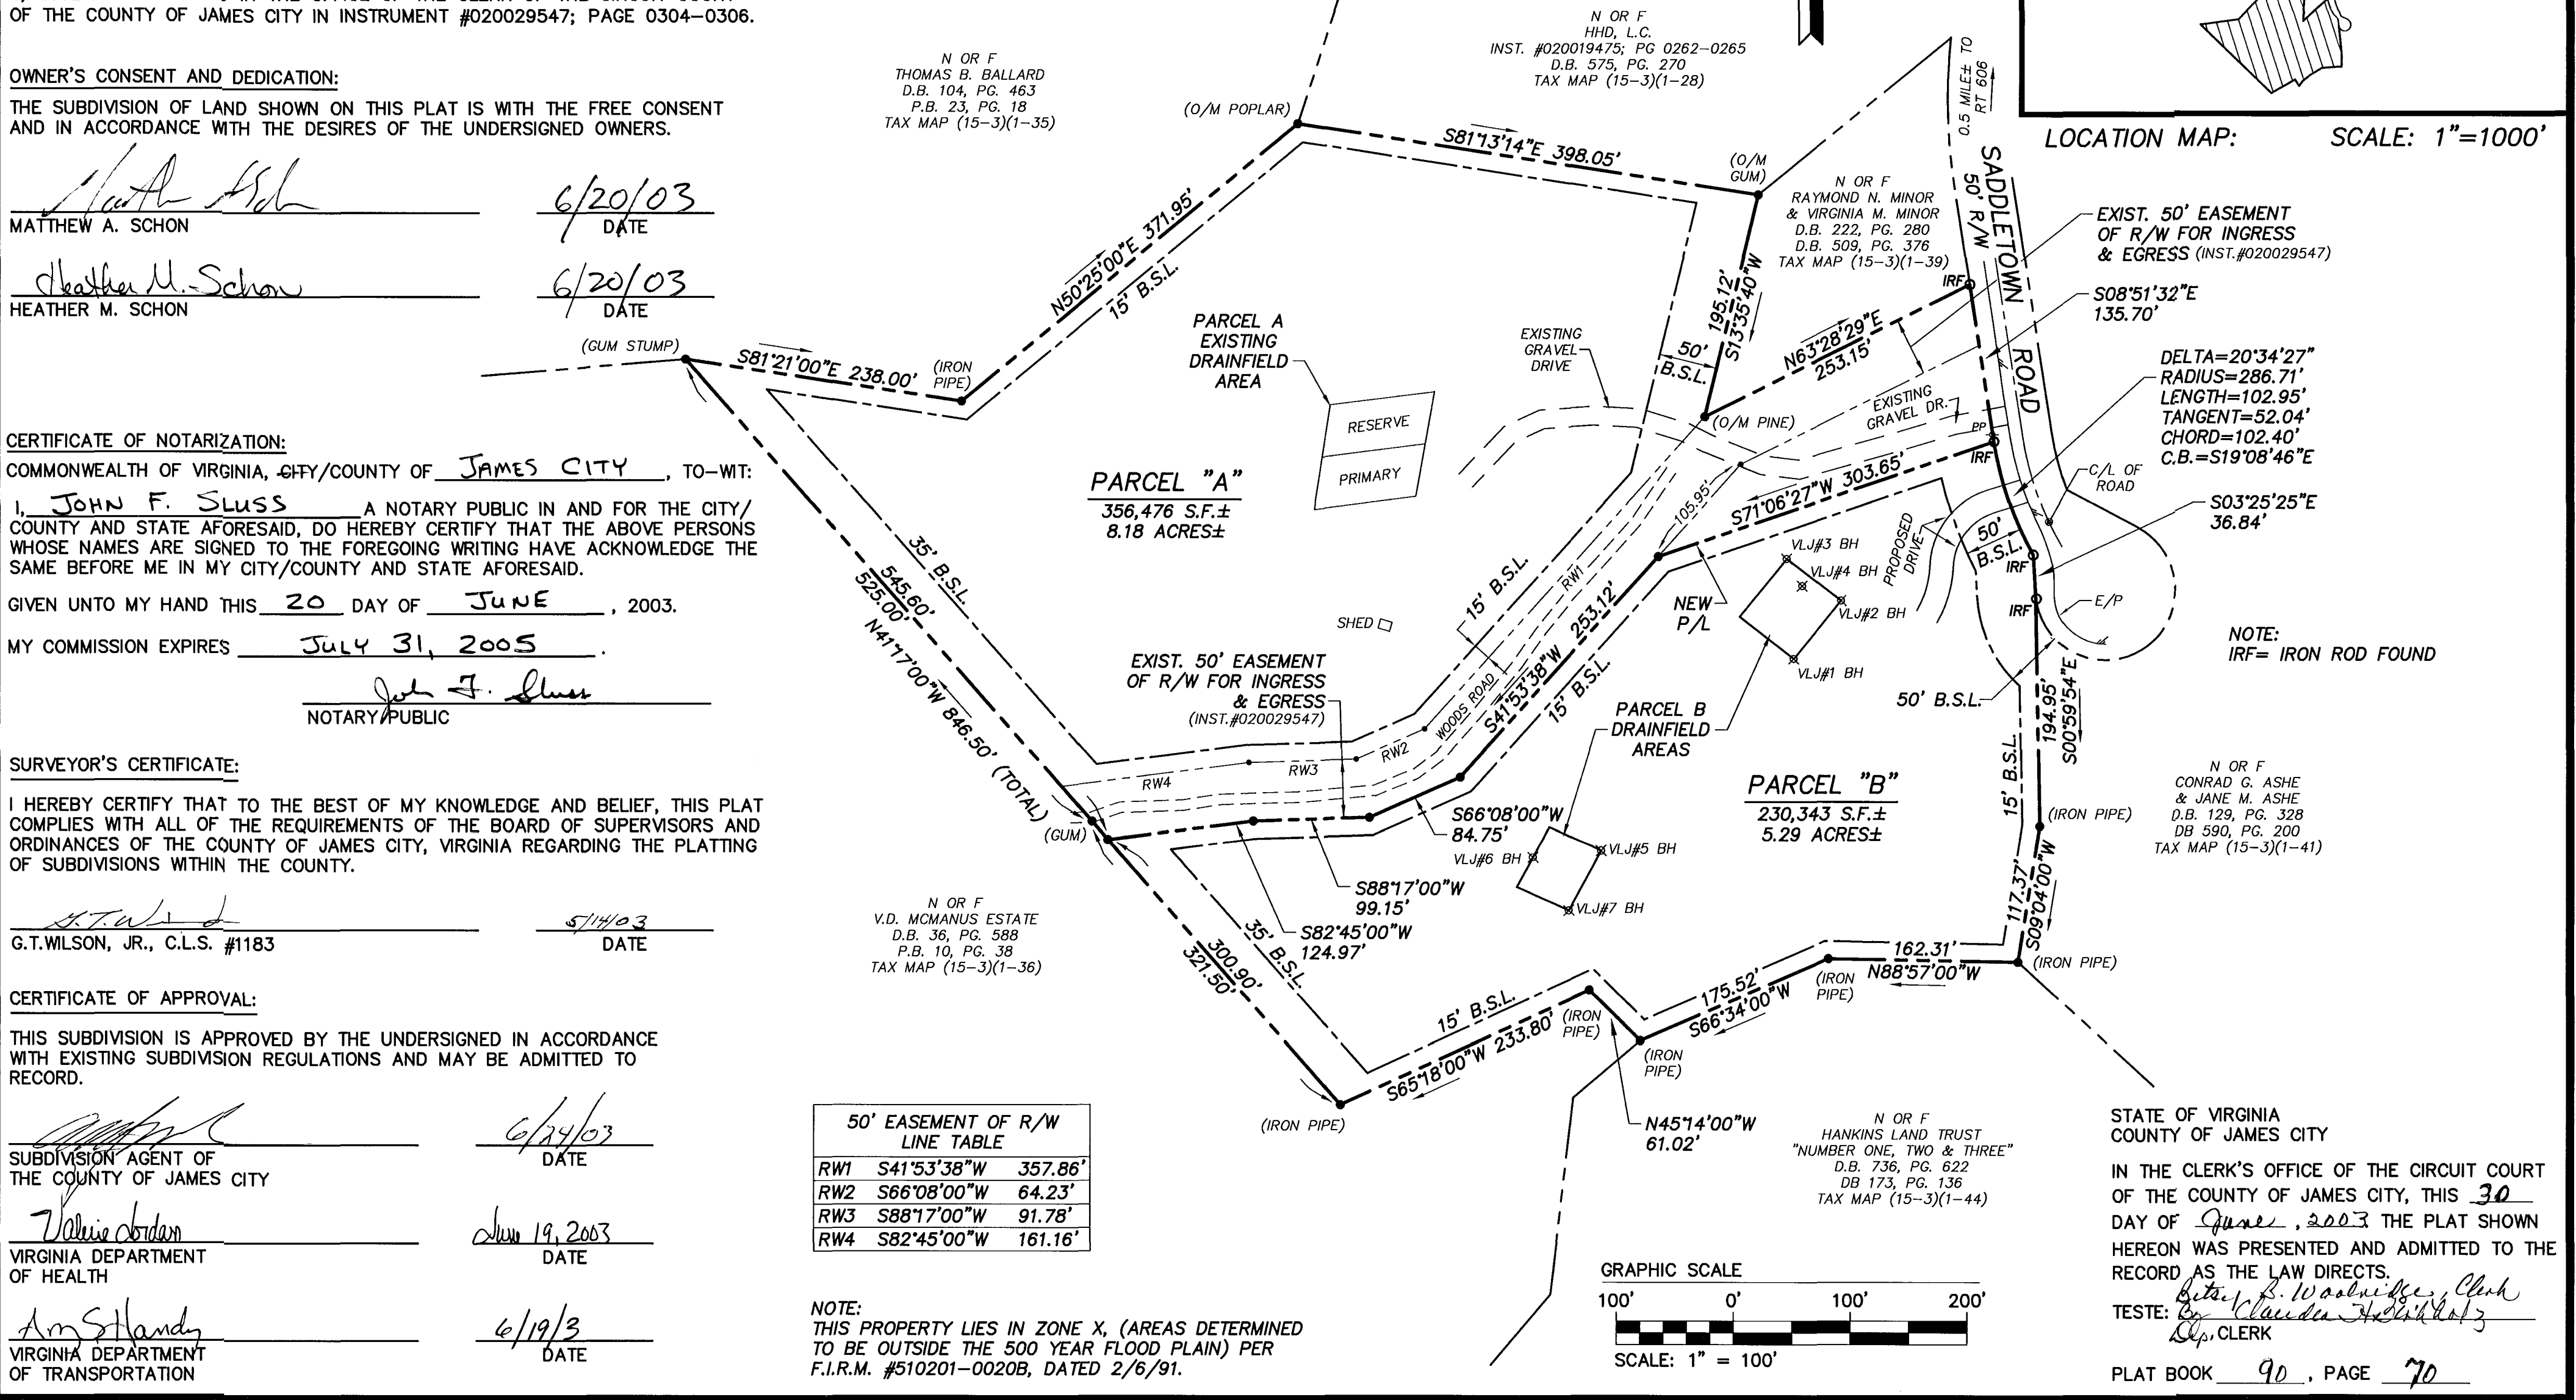 OF THE COUNTY OF JAMES CITY IN INSTRUMENT #020029547; PAGE 0304-0306.
OWNER'S CONSENT AND DEDICATION:
THE SUBDIVISION OF LAND SHOWN ON THIS PLAT IS WITH THE FREE CONSENT
AND IN ACCORDANCE WITH THE DESIRES OF THE UNDERSIGNED OWNERS.
6/20/03
MATTHEW A. SCHON
DATE
Heather M. Schon
6/20/03
HEATHER M. SCHON
DATE
CERTIFICATE OF NOTARIZATION:
COMMONWEALTH OF VIRGINIA, CITY/COUNTY OF JAMES CITY, TO-WIT:
I, JOHN F. SLUSS A NOTARY PUBLIC IN AND FOR THE CITY/
COUNTY AND STATE AFORESAID, DO HEREBY CERTIFY THAT THE ABOVE PERSONS
WHOSE NAMES ARE SIGNED TO THE FOREGOING WRITING HAVE ACKNOWLEDGE THE
SAME BEFORE ME IN MY CITY/COUNTY AND STATE AFORESAID.
GIVEN UNTO MY HAND THIS 20 DAY OF JUNE, 2003.
MY COMMISSION EXPIRES JULY 31, 2005.
John F. Sluss
NOTARY PUBLIC
SURVEYOR'S CERTIFICATE:
I HEREBY CERTIFY THAT TO THE BEST OF MY KNOWLEDGE AND BELIEF, THIS PLAT
COMPLIES WITH ALL OF THE REQUIREMENTS OF THE BOARD OF SUPERVISORS AND
ORDINANCES OF THE COUNTY OF JAMES CITY, VIRGINIA REGARDING THE PLATTING
OF SUBDIVISIONS WITHIN THE COUNTY.
5/14/03
G.T.WILSON, JR., C.L.S. #1183
DATE
CERTIFICATE OF APPROVAL:
THIS SUBDIVISION IS APPROVED BY THE UNDERSIGNED IN ACCORDANCE
WITH EXISTING SUBDIVISION REGULATIONS AND MAY BE ADMITTED TO
RECORD.
6/24/03
SUBDIVISION AGENT OF
THE COUNTY OF JAMES CITY
DATE
Valerie Jordan
June 19, 2003
VIRGINIA DEPARTMENT
OF HEALTH
DATE
6/19/3
VIRGINIA DEPARTMENT
OF TRANSPORTATION
DATE
N OR F
THOMAS B. BALLARD
D.B. 104, PG. 463
P.B. 23, PG. 18
TAX MAP (15-3)(1-35)
N OR F
HHD, L.C.
INST. #020019475; PG 0262-0265
D.B. 575, PG. 270
TAX MAP (15-3)(1-28)
(O/M POPLAR)
S81°13'14"E 398.05'
(O/M
GUM)
N OR F
RAYMOND N. MINOR
& VIRGINIA M. MINOR
D.B. 222, PG. 280
D.B. 509, PG. 376
TAX MAP (15-3)(1-39)
0.5 MILE± TO
RT 606
SADDLETOWN ROAD
50' R/W
LOCATION MAP: SCALE: 1"=1000'
EXIST. 50' EASEMENT
OF R/W FOR INGRESS
& EGRESS (INST.#020029547)
S08°51'32"E
135.70'
DELTA=20°34'27"
RADIUS=286.71'
LENGTH=102.95'
TANGENT=52.04'
CHORD=102.40'
C.B.=S19°08'46"E
C/L OF
ROAD
S03°25'25"E
36.84'
E/P
NOTE:
IRF= IRON ROD FOUND
N50°25'00"E 371.95'
15' B.S.L.
(GUM STUMP)
S81°21'00"E 238.00'
(IRON
PIPE)
PARCEL A
EXISTING
DRAINFIELD
AREA
RESERVE
PRIMARY
EXISTING
GRAVEL
DRIVE
195.12'
S13°35'40"W
50'
B.S.L.
IRF
N63°28'29"E
253.15'
(O/M PINE)
EXISTING
GRAVEL DR.
PP
IRF
S71°06'27"W 303.65'
105.95'
PARCEL "A"
356,476 S.F.±
8.18 ACRES±
35' B.S.L.
545.60'
525.00'
N41°17'00"W 846.50' (TOTAL)
15' B.S.L.
RW1
253.12'
S41°53'38"W
15' B.S.L.
WOODS ROAD
NEW
P/L
VLJ#3 BH
VLJ#4 BH
VLJ#2 BH
VLJ#1 BH
PROPOSED
DRIVE
50'
B.S.L.
IRF
IRF
SHED
EXIST. 50' EASEMENT
OF R/W FOR INGRESS
& EGRESS
(INST.#020029547)
PARCEL B
DRAINFIELD
AREAS
50' B.S.L.
194.95'
S00°59'54"E
15' B.S.L.
RW4
RW3
RW2
(GUM)
PARCEL "B"
230,343 S.F.±
5.29 ACRES±
S66°08'00"W
84.75'
VLJ#6 BH
VLJ#5 BH
VLJ#7 BH
S88°17'00"W
99.15'
S82°45'00"W
124.97'
(IRON PIPE)
N OR F
CONRAD G. ASHE
& JANE M. ASHE
D.B. 129, PG. 328
DB 590, PG. 200
TAX MAP (15-3)(1-41)
117.37'
S09°04'00"W
(IRON PIPE)
N OR F
V.D. MCMANUS ESTATE
D.B. 36, PG. 588
P.B. 10, PG. 38
TAX MAP (15-3)(1-36)
35' B.S.L.
300.90'
321.50'
162.31'
N88°57'00"W
(IRON
PIPE)
175.52'
S66°34'00"W
15' B.S.L.
(IRON
PIPE)
S65°18'00"W 233.80'
(IRON
PIPE)
(IRON PIPE)
N45°14'00"W
61.02'
N OR F
HANKINS LAND TRUST
"NUMBER ONE, TWO & THREE"
D.B. 736, PG. 622
DB 173, PG. 136
TAX MAP (15-3)(1-44)
50' EASEMENT OF R/W
LINE TABLE
RW1 S41°53'38"W 357.86'
RW2 S66°08'00"W 64.23'
RW3 S88°17'00"W 91.78'
RW4 S82°45'00"W 161.16'
NOTE:
THIS PROPERTY LIES IN ZONE X, (AREAS DETERMINED
TO BE OUTSIDE THE 500 YEAR FLOOD PLAIN) PER
F.I.R.M. #510201-0020B, DATED 2/6/91.
GRAPHIC SCALE
100' 0' 100' 200'
SCALE: 1" = 100'
STATE OF VIRGINIA
COUNTY OF JAMES CITY
IN THE CLERK'S OFFICE OF THE CIRCUIT COURT
OF THE COUNTY OF JAMES CITY, THIS 30
DAY OF June, 2003 THE PLAT SHOWN
HEREON WAS PRESENTED AND ADMITTED TO THE
RECORD AS THE LAW DIRECTS.
Betsy B. Woolridge, Clerk
TESTE: By Claudia
Dep. CLERK
PLAT BOOK 90, PAGE 70